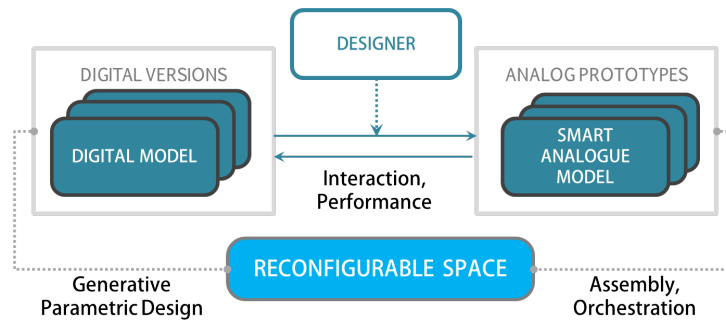 DESIGNER
DIGITAL VERSIONS
ANALOG PROTOTYPES
DIGITAL MODEL
SMART
ANALOGUE
MODEL
Interaction,
Performance
RECONFIGURABLE SPACE
Generative
Parametric Design
Assembly,
Orchestration